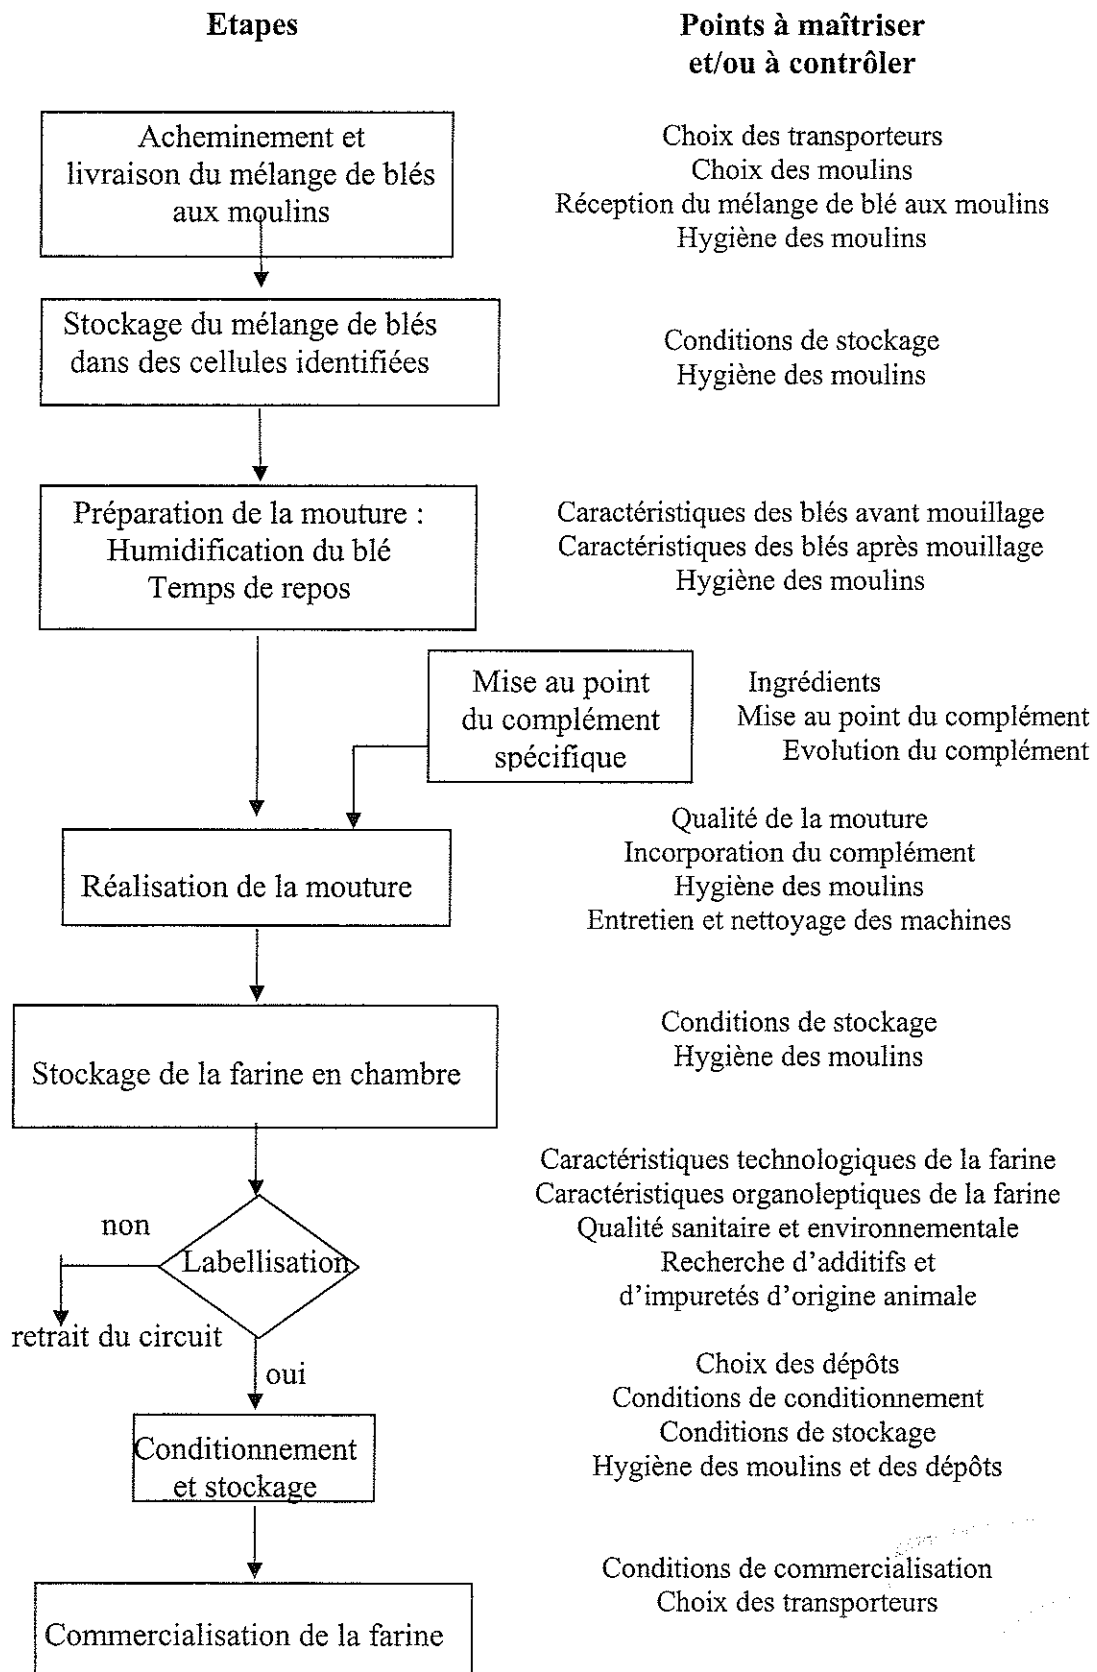 Etapes
Points à maîtriser
et/ou à contrôler
Acheminement et
livraison du mélange de blés
aux moulins
Choix des transporteurs
Choix des moulins
Réception du mélange de blé aux moulins
Hygiène des moulins
Stockage du mélange de blés
dans des cellules identifiées
Conditions de stockage
Hygiène des moulins
Préparation de la mouture :
Humidification du blé
Temps de repos
Caractéristiques des blés avant mouillage
Caractéristiques des blés après mouillage
Hygiène des moulins
Mise au point
du complément
spécifique
Ingrédients
Mise au point du complément
Evolution du complément
Réalisation de la mouture
Qualité de la mouture
Incorporation du complément
Hygiène des moulins
Entretien et nettoyage des machines
Stockage de la farine en chambre
Conditions de stockage
Hygiène des moulins
Labellisation
non
retrait du circuit
oui
Caractéristiques technologiques de la farine
Caractéristiques organoleptiques de la farine
Qualité sanitaire et environnementale
Recherche d'additifs et
d'impuretés d'origine animale
Conditionnement
et stockage
Choix des dépôts
Conditions de conditionnement
Conditions de stockage
Hygiène des moulins et des dépôts
Commercialisation de la farine
Conditions de commercialisation
Choix des transporteurs